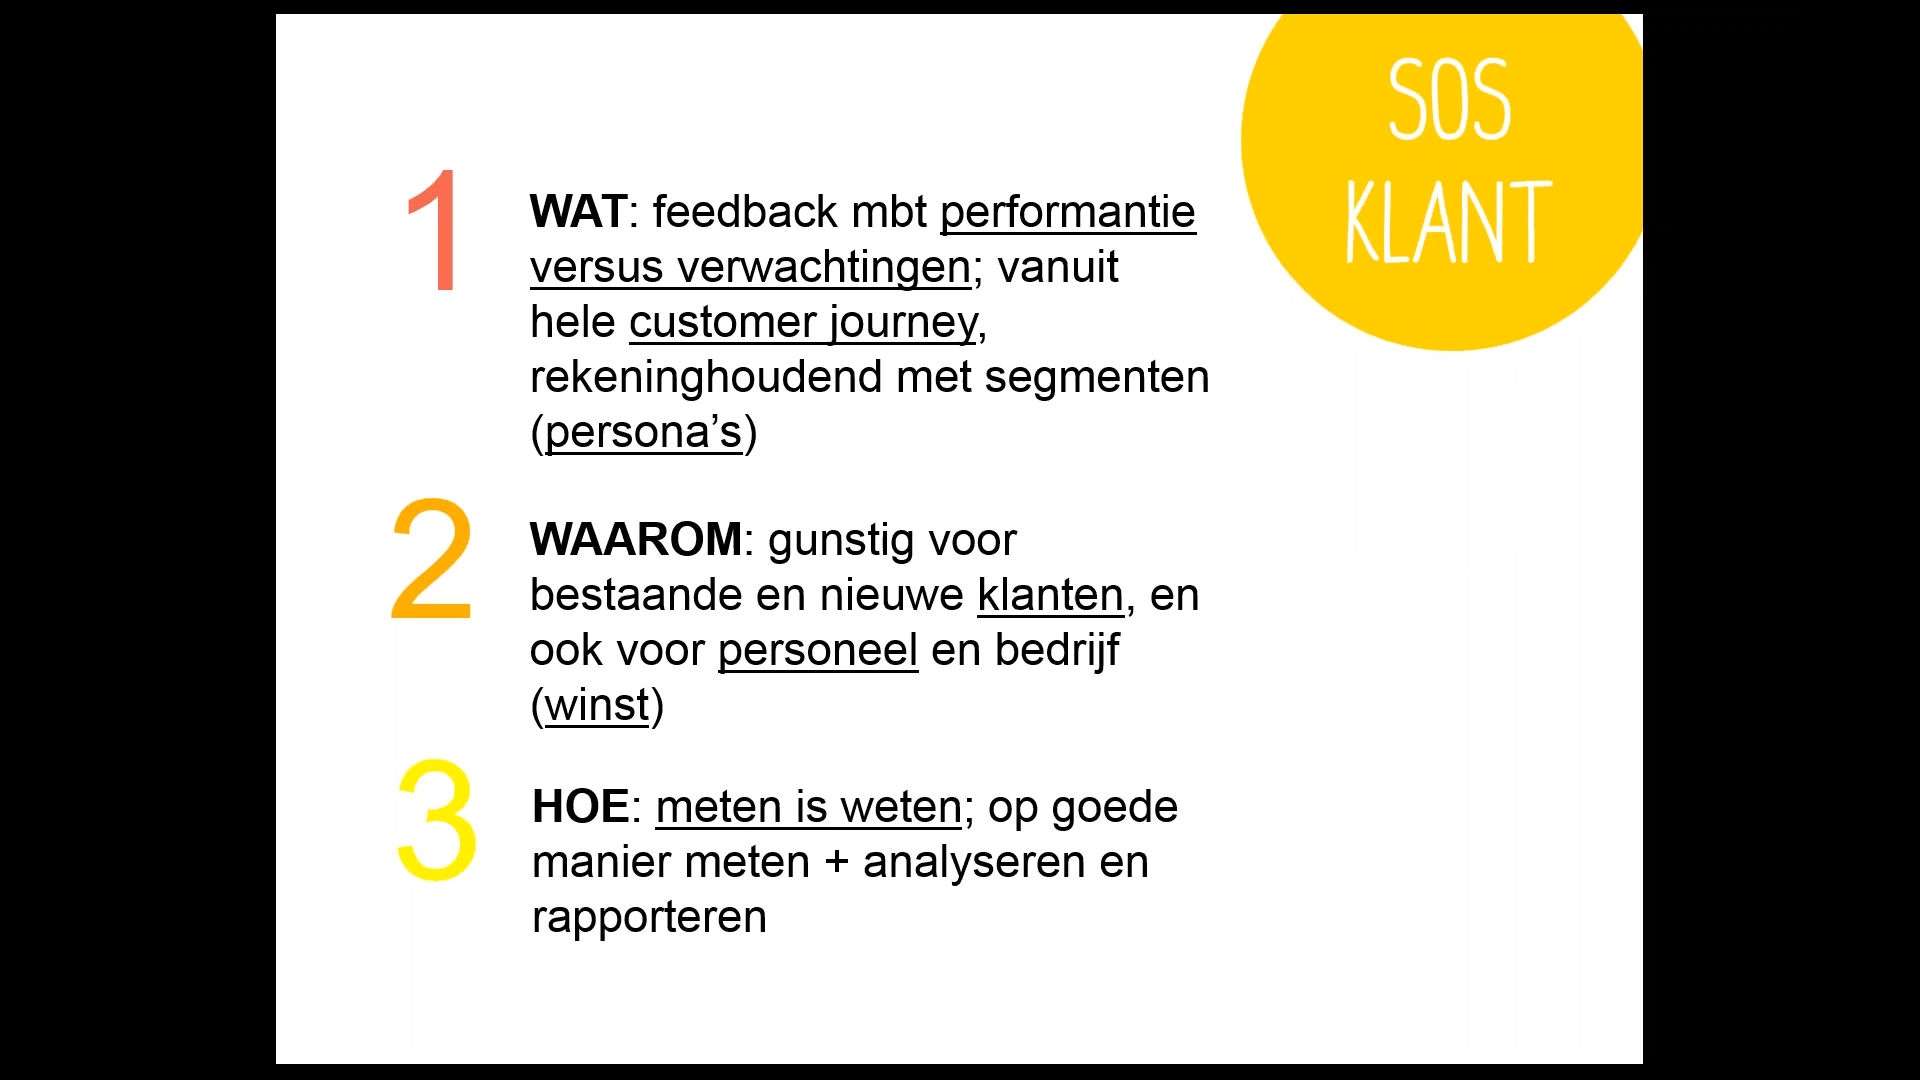 SOS
KLANT
1
WAT: feedback mbt performantie
versus verwachtingen; vanuit
hele customer journey,
rekeninghoudend met segmenten
(persona’s)
2
WAAROM: gunstig voor
bestaande en nieuwe klanten, en
ook voor personeel en bedrijf
(winst)
3
HOE: meten is weten; op goede
manier meten + analyseren en
rapporteren